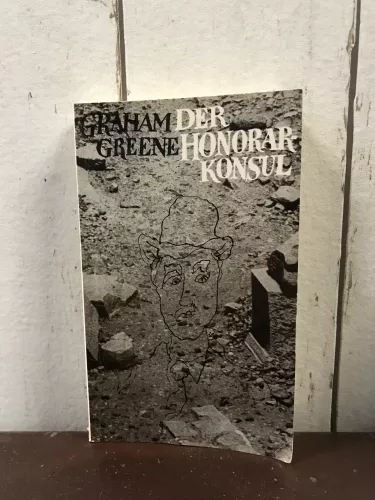 GRAHAM
GREENE
DER
HONORAR-
KONSUL